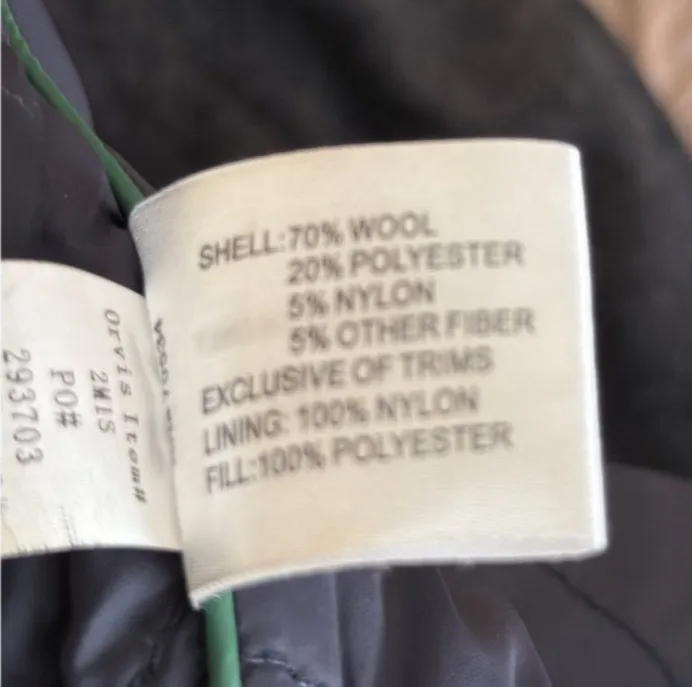 SHELL:70% WOOL
20% POLYESTER
5% NYLON
5% OTHER FIBER
EXCLUSIVE OF TRIMS
LINING: 100% NYLON
FILL:100% POLYESTER
Orvis Item#
2W1S
PO#
293703